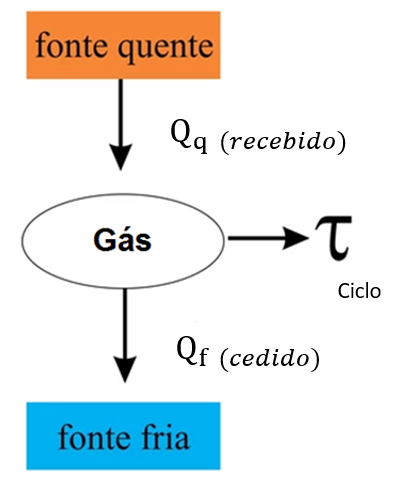 fonte quente
Qq (recebido)
Gás
τ
Ciclo
Qf (cedido)
fonte fria